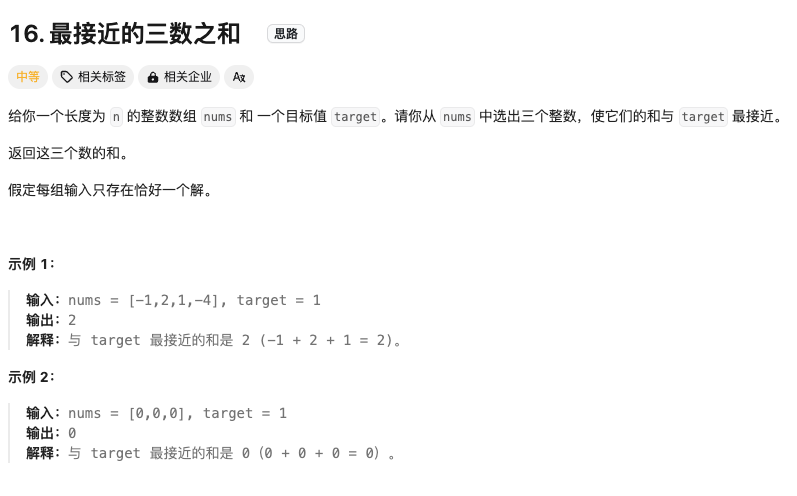 16. 最接近的三数之和 思路
中等 相关标签 相关企业 Aχ
给你一个长度为 n 的整数数组 nums 和 一个目标值 target。请你从 nums 中选出三个整数，使它们的和与 target 最接近。
返回这三个数的和。
假定每组输入只存在恰好一个解。
示例 1：
输入：nums = [-1,2,1,-4], target = 1
输出：2
解释：与 target 最接近的和是 2 (-1 + 2 + 1 = 2)。
示例 2：
输入：nums = [0,0,0], target = 1
输出：0
解释：与 target 最接近的和是 0（0 + 0 + 0 = 0）。